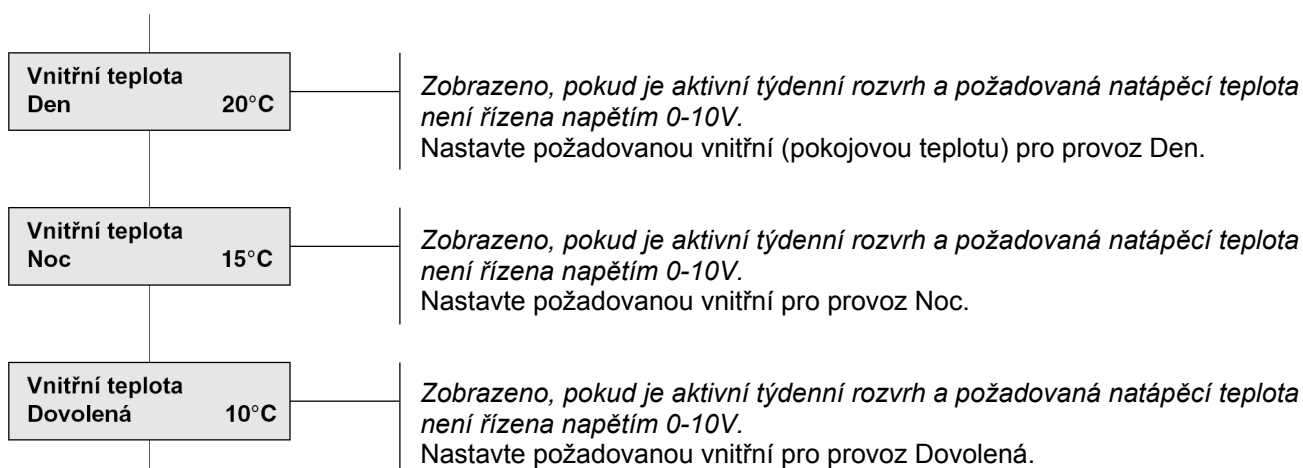 Vnitřní teplota
Den 20°C
Zobrazeno, pokud je aktivní týdenní rozvrh a požadovaná natápěcí teplota
není řízena napětím 0-10V.
Nastavte požadovanou vnitřní (pokojovou teplotu) pro provoz Den.
Vnitřní teplota
Noc 15°C
Zobrazeno, pokud je aktivní týdenní rozvrh a požadovaná natápěcí teplota
není řízena napětím 0-10V.
Nastavte požadovanou vnitřní pro provoz Noc.
Vnitřní teplota
Dovolená 10°C
Zobrazeno, pokud je aktivní týdenní rozvrh a požadovaná natápěcí teplota
není řízena napětím 0-10V.
Nastavte požadovanou vnitřní pro provoz Dovolená.